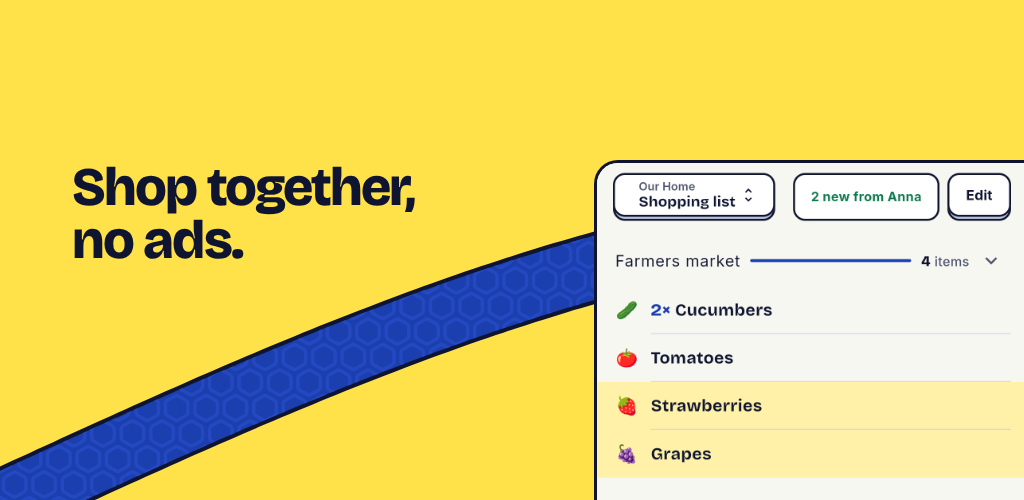 Shop together,
no ads.
Our Home
Shopping list
2 new from Anna
Edit
Farmers market
4 items
2× Cucumbers
Tomatoes
Strawberries
Grapes